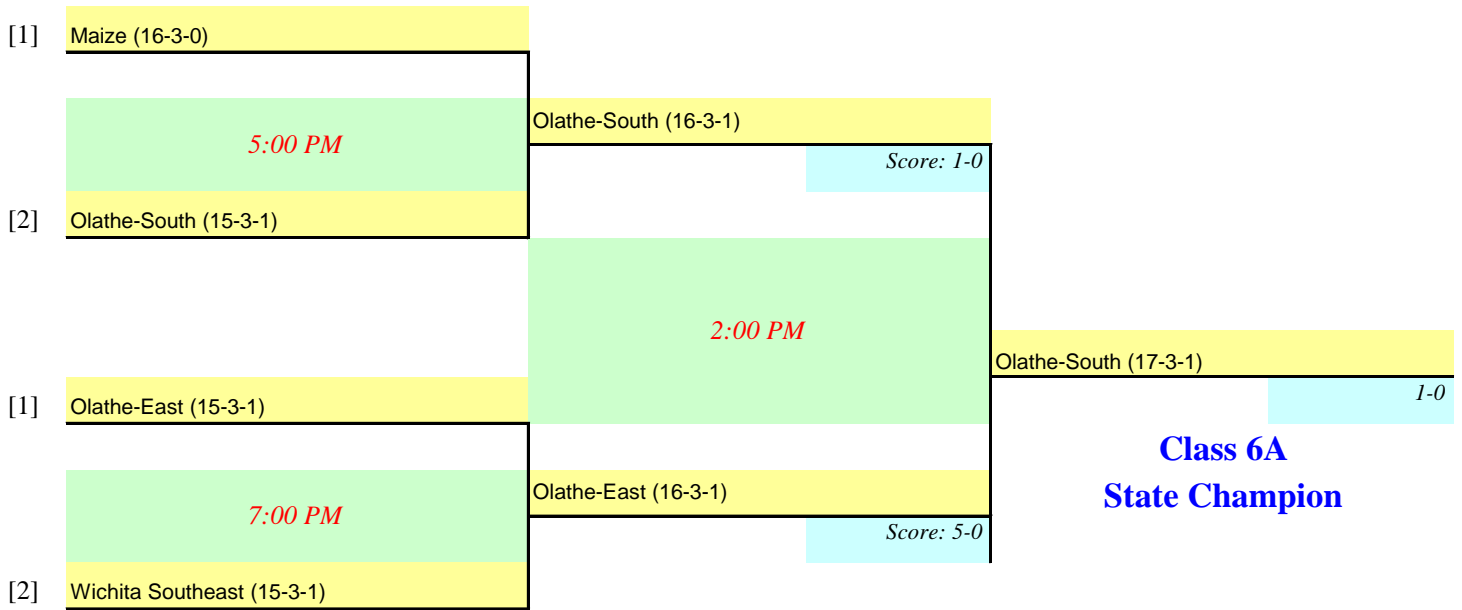 [1] Maize (16-3-0)
5:00 PM
Olathe-South (16-3-1)
Score: 1-0
[2] Olathe-South (15-3-1)
2:00 PM
Olathe-South (17-3-1)
1-0
[1] Olathe-East (15-3-1)
Class 6A
State Champion
7:00 PM
Olathe-East (16-3-1)
Score: 5-0
[2] Wichita Southeast (15-3-1)